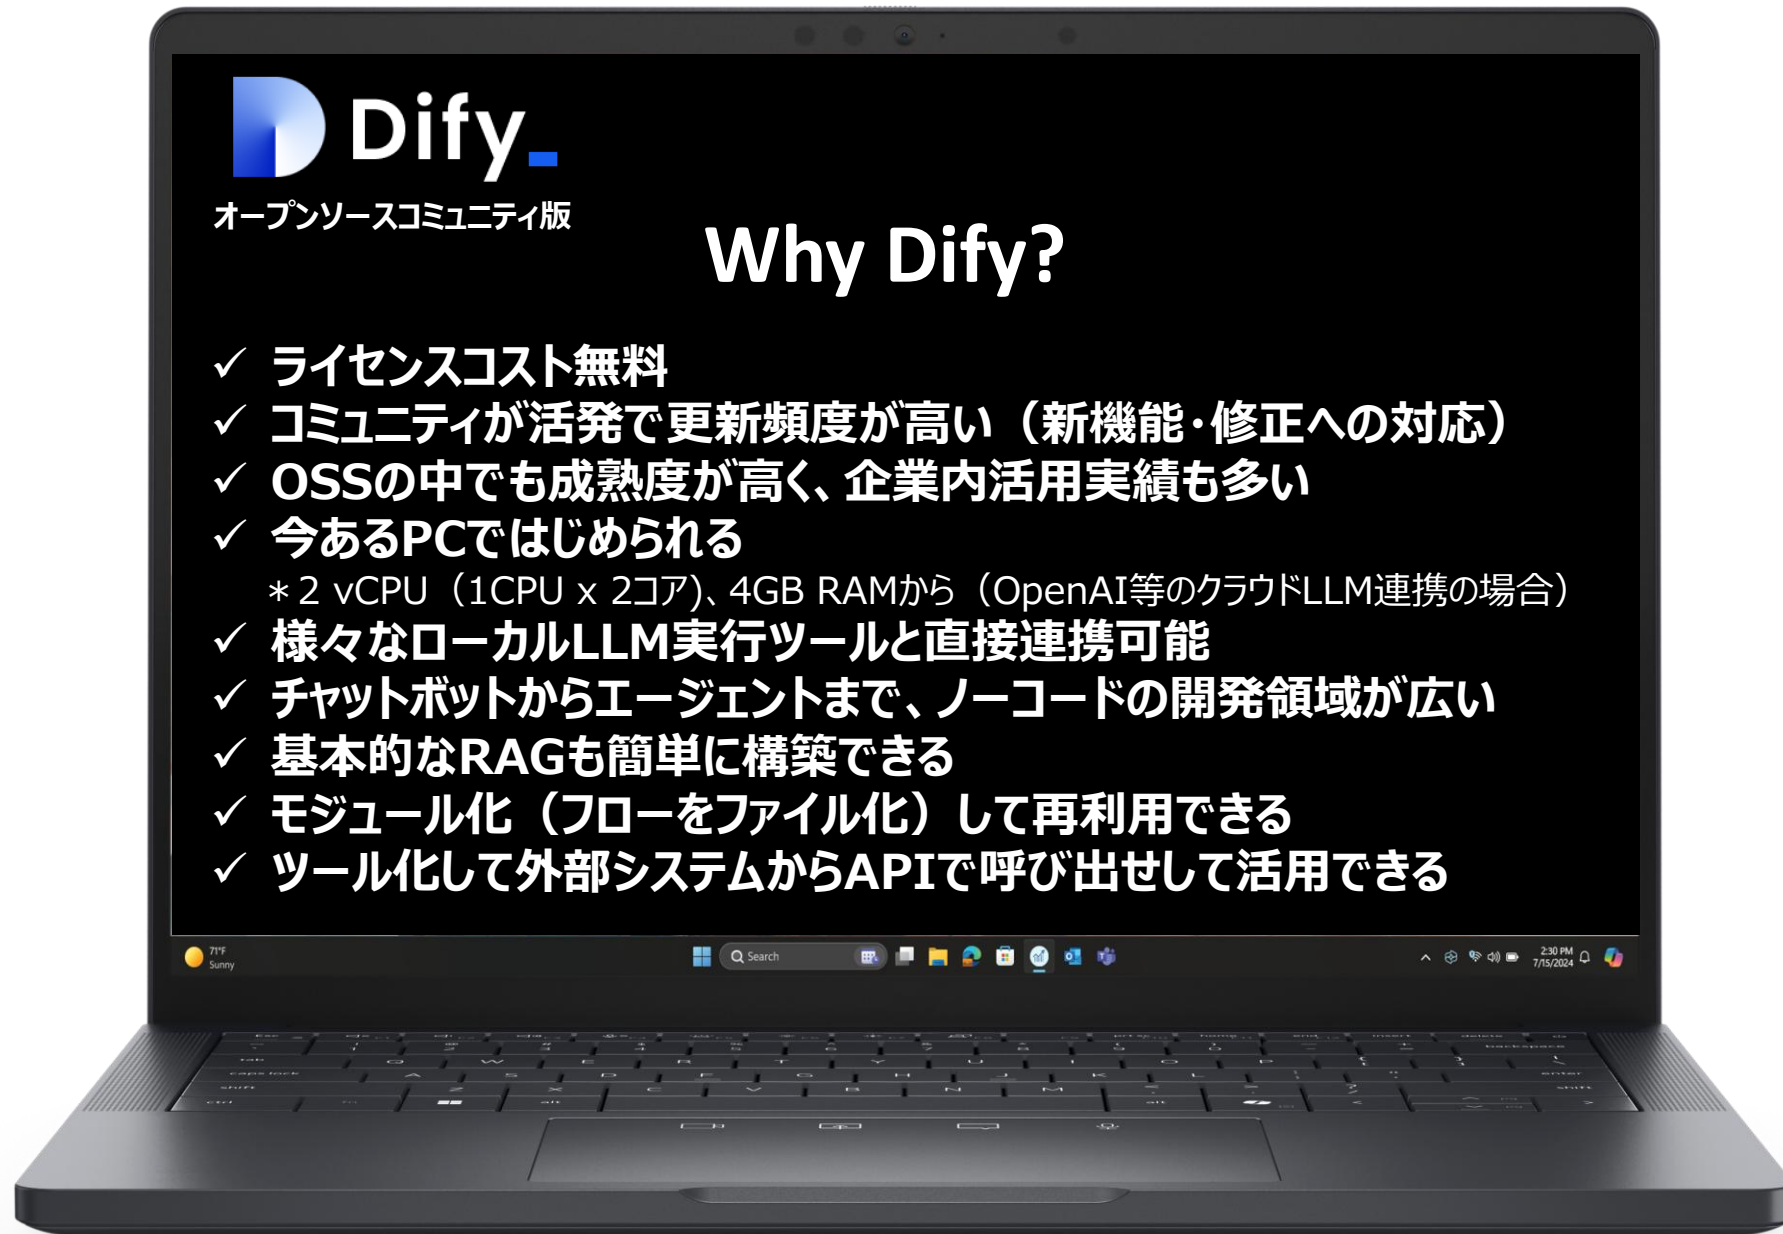 Dify_
オープンソースコミュニティ版
Why Dify?
✓ ライセンスコスト無料
✓ コミュニティが活発で更新頻度が高い（新機能・修正への対応）
✓ OSSの中でも成熟度が高く、企業内活用実績も多い
✓ 今あるPCではじめられる
＊2 vCPU（1CPU x 2コア)、4GB RAMから（OpenAI等のクラウドLLM連携の場合）
✓ 様々なローカルLLM実行ツールと直接連携可能
✓ チャットボットからエージェントまで、ノーコードの開発領域が広い
✓ 基本的なRAGも簡単に構築できる
✓ モジュール化（フローをファイル化）して再利用できる
✓ ツール化して外部システムからAPIで呼び出せして活用できる
71°F
Sunny
Search
2:30 PM
7/15/2024
tab Q W E R T Y U I O P
caps lock A S D F G H J K L enter
shift Z X C V B N M shift
ctrl alt alt